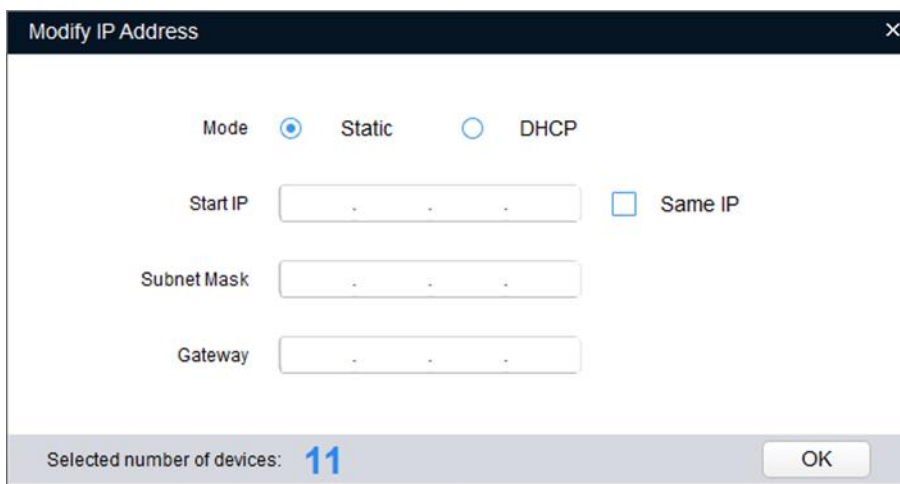 Modify IP Address ×
Mode Static DHCP
Start IP . . . Same IP
Subnet Mask . . .
Gateway . . .
Selected number of devices: 11 OK